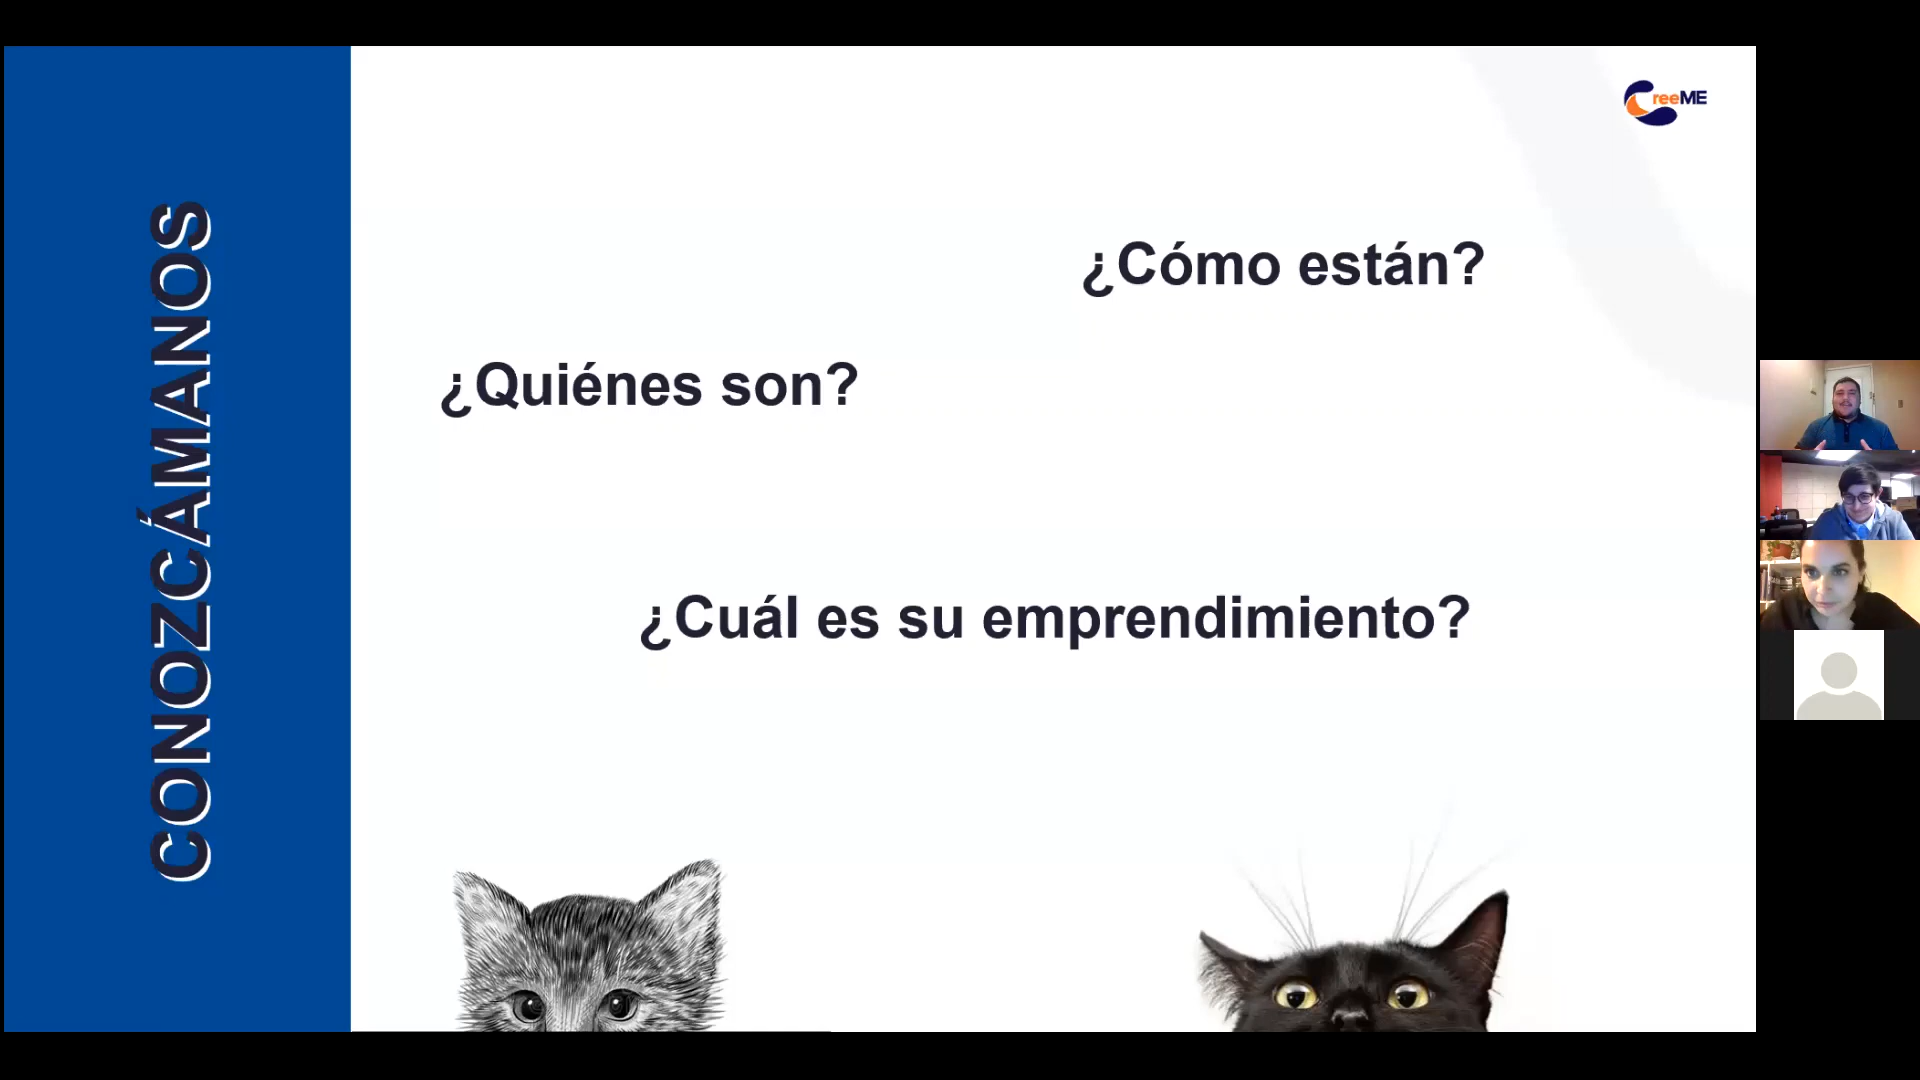 CONOZCÁMANOS
CreeME
¿Cómo están?
¿Quiénes son?
¿Cuál es su emprendimiento?